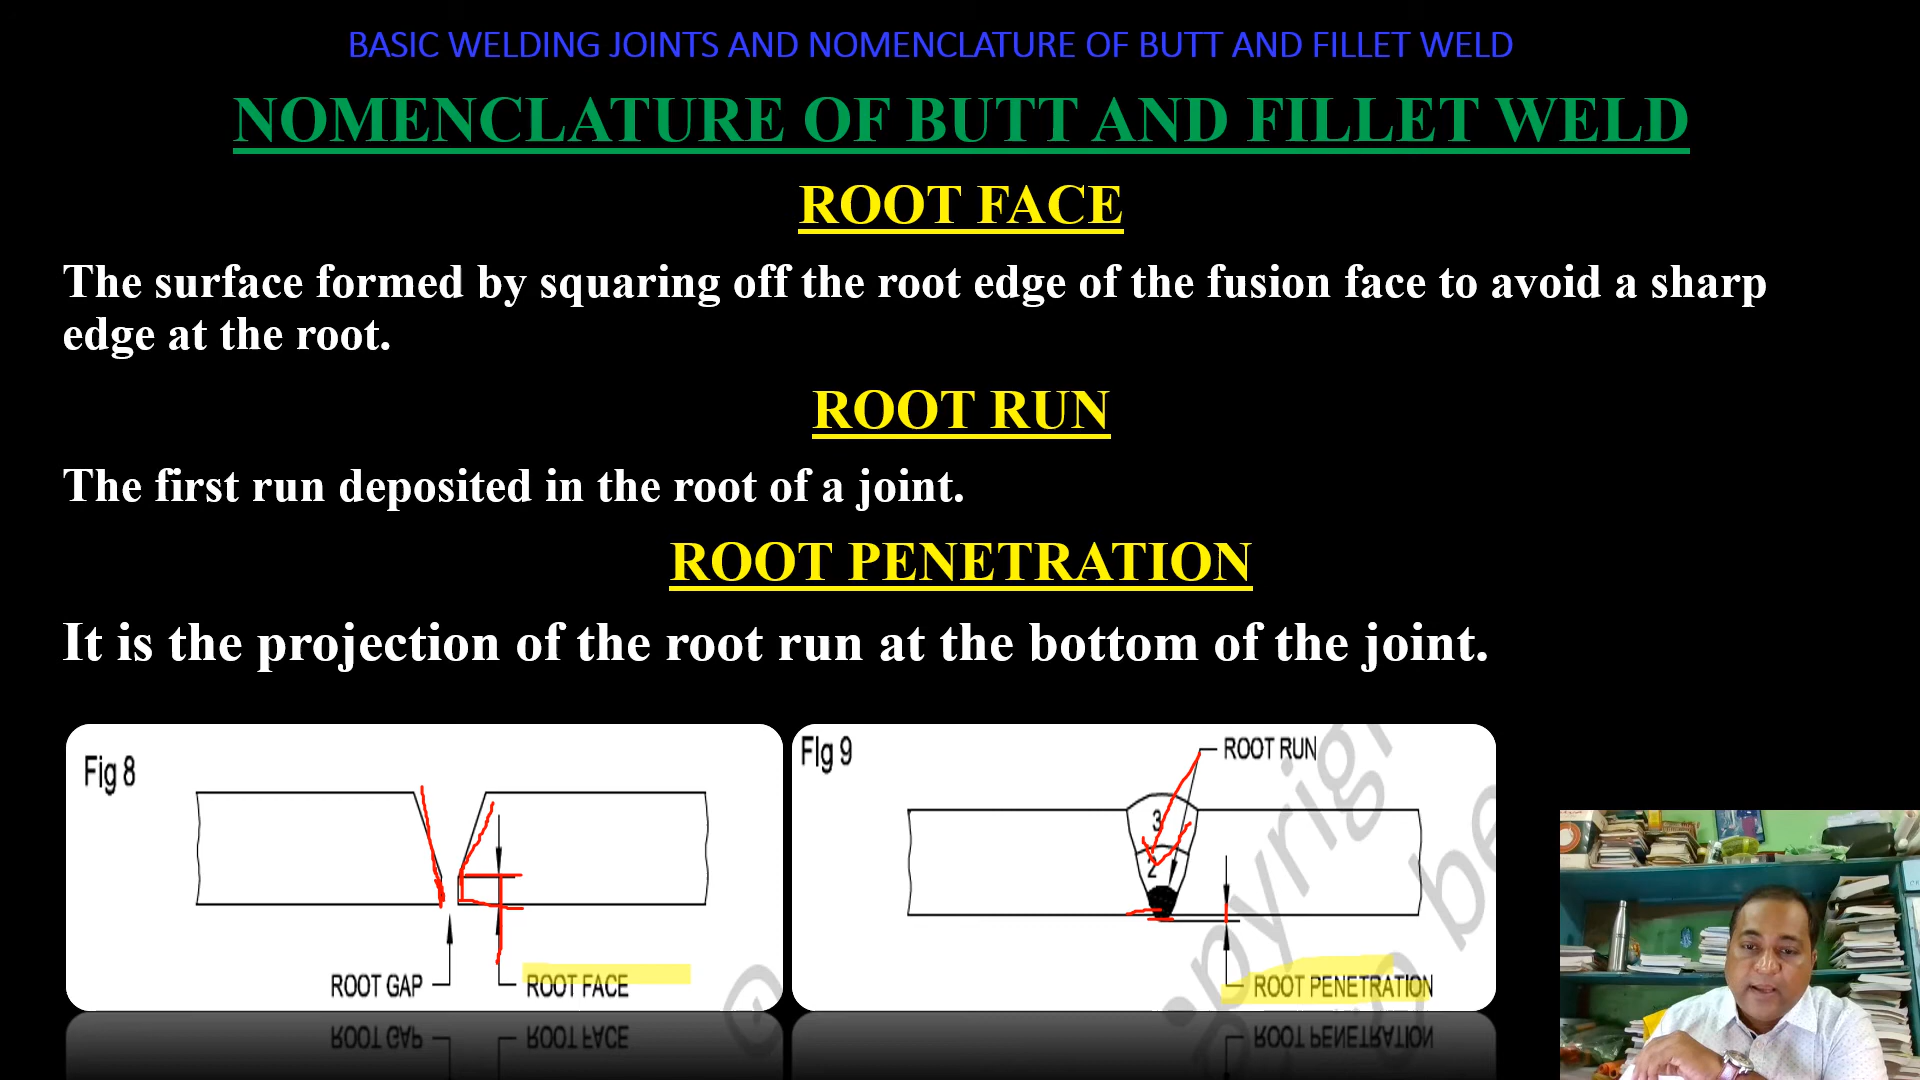 BASIC WELDING JOINTS AND NOMENCLATURE OF BUTT AND FILLET WELD
NOMENCLATURE OF BUTT AND FILLET WELD
ROOT FACE
The surface formed by squaring off the root edge of the fusion face to avoid a sharp
edge at the root.
ROOT RUN
The first run deposited in the root of a joint.
ROOT PENETRATION
It is the projection of the root run at the bottom of the joint.
Fig 8
ROOT GAP
ROOT FACE
FIg 9
ROOT RUN
3
2
ROOT PENETRATION